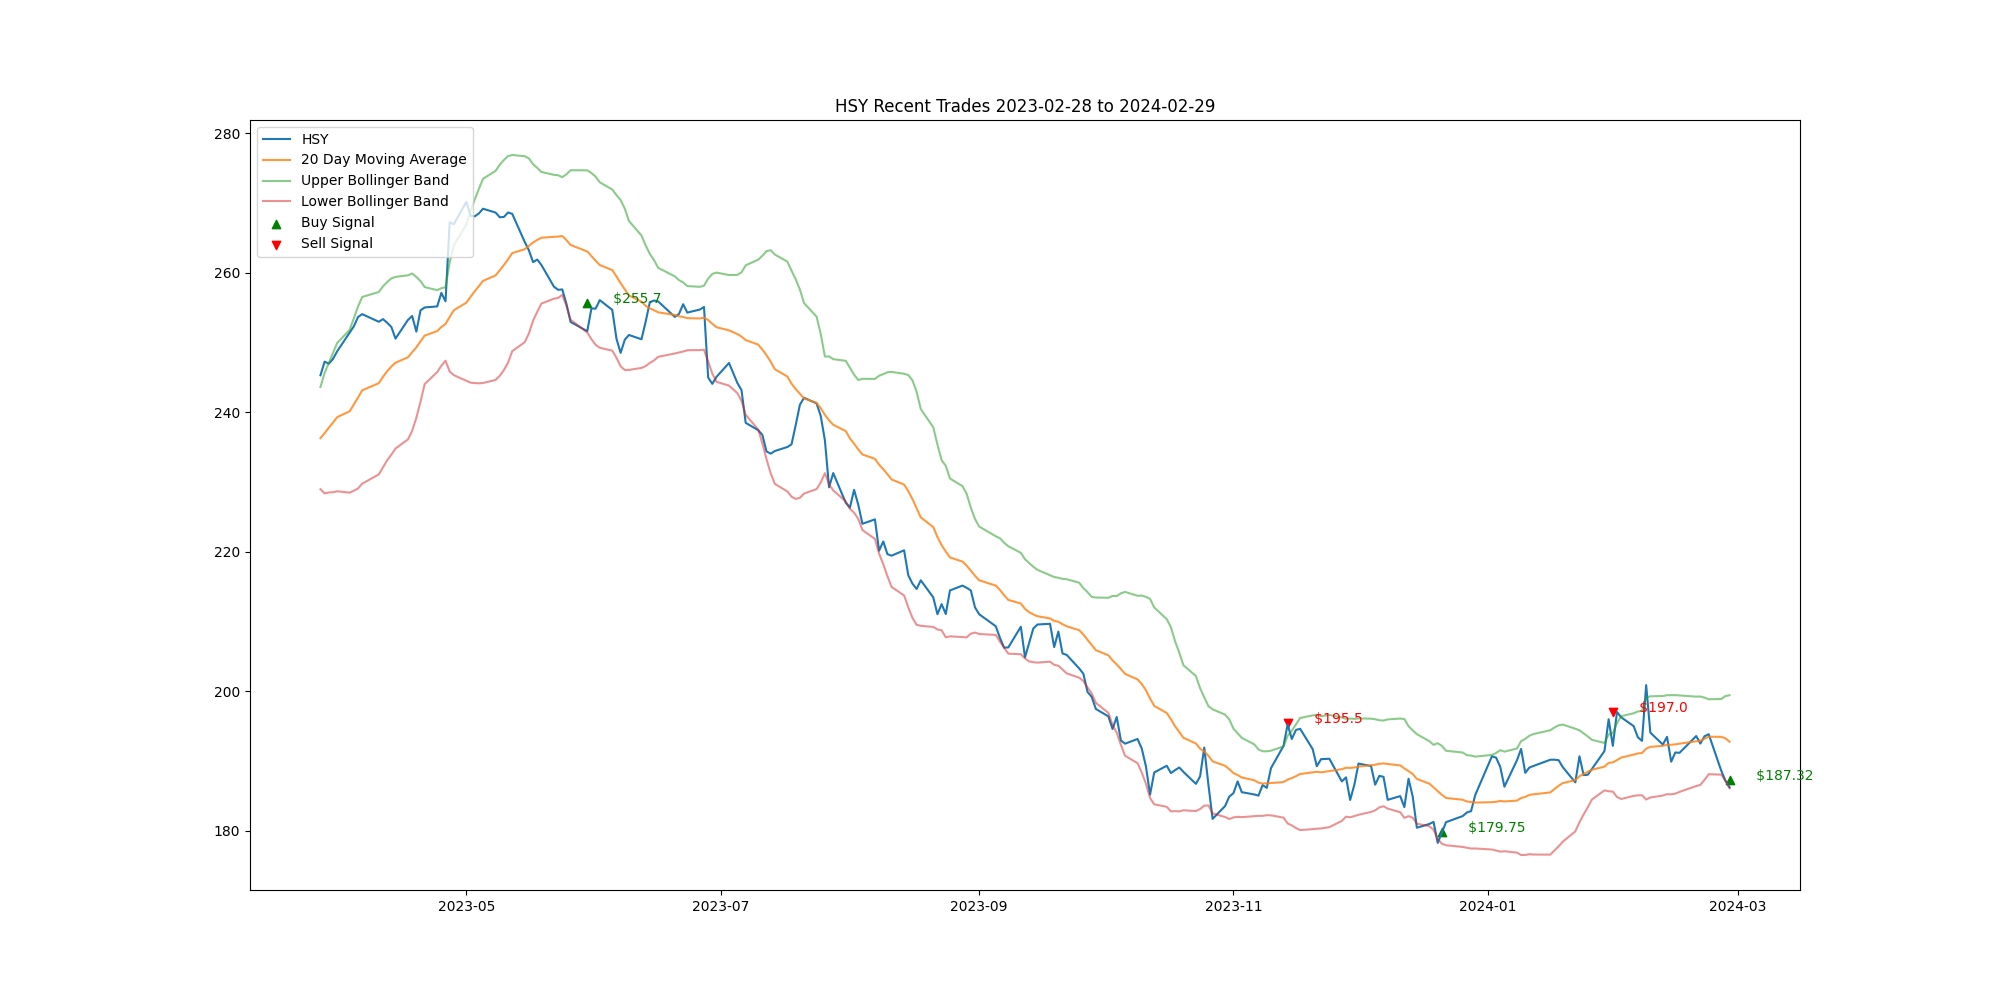 HSY Recent Trades 2023-02-28 to 2024-02-29
280
260
240
220
200
180
HSY
20 Day Moving Average
Upper Bollinger Band
Lower Bollinger Band
Buy Signal
Sell Signal
$255.7
$195.5
$197.0
$187.32
$179.75
2023-05
2023-07
2023-09
2023-11
2024-01
2024-03